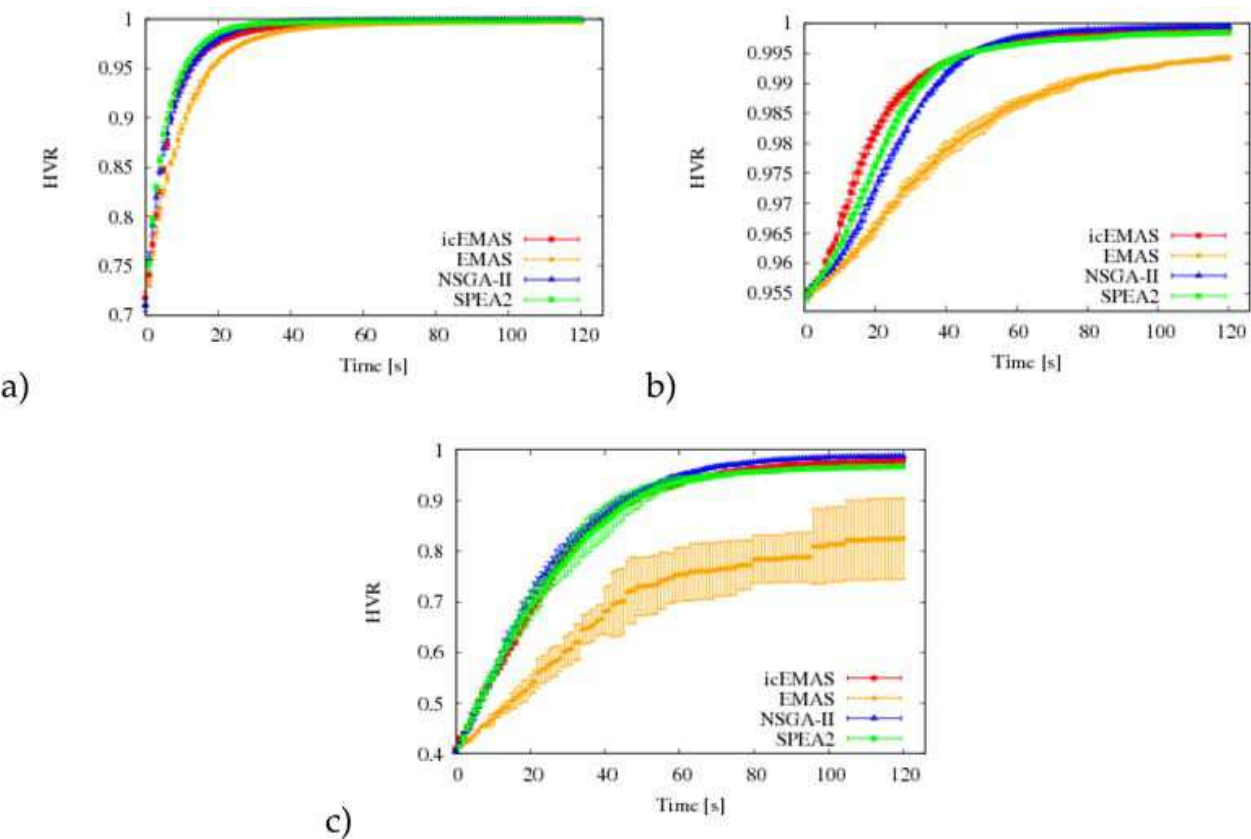 1
0.95
0.9
0.85
0.8
0.75
0.7
HVR
0 20 40 60 80 100 120
Time [s]
icEMAS
EMAS
NSGA-II
SPEA2
a)
1
0.995
0.99
0.985
0.98
0.975
0.97
0.965
0.96
0.955
HVR
0 20 40 60 80 100 120
Time [s]
icEMAS
EMAS
NSGA-II
SPEA2
b)
1
0.9
0.8
0.7
0.6
0.5
0.4
HVR
0 20 40 60 80 100 120
Time [s]
icEMAS
EMAS
NSGA-II
SPEA2
c)